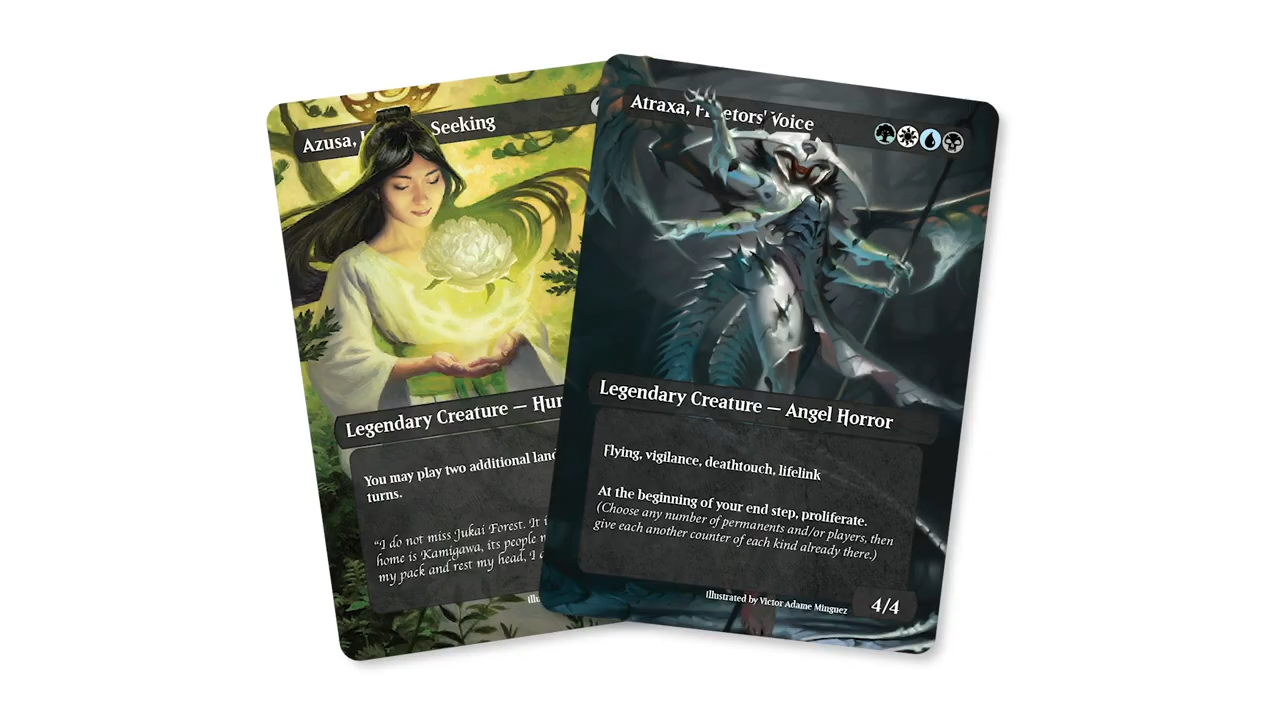 Azusa, Seeking
Legendary Creature —
You may play two additional
turns.
"I do not miss Jukai Forest. It
home is Kamigawa, its people
my pack and rest my head, I
Atraxa, Voice
Legendary Creature — Angel Horror
Flying, vigilance, deathtouch, lifelink
At the beginning of your end step, proliferate.
(Choose any number of permanents and/or players, then
give each another counter of each kind already there.)
Illustrated by Victor Adame Minguez
4/4